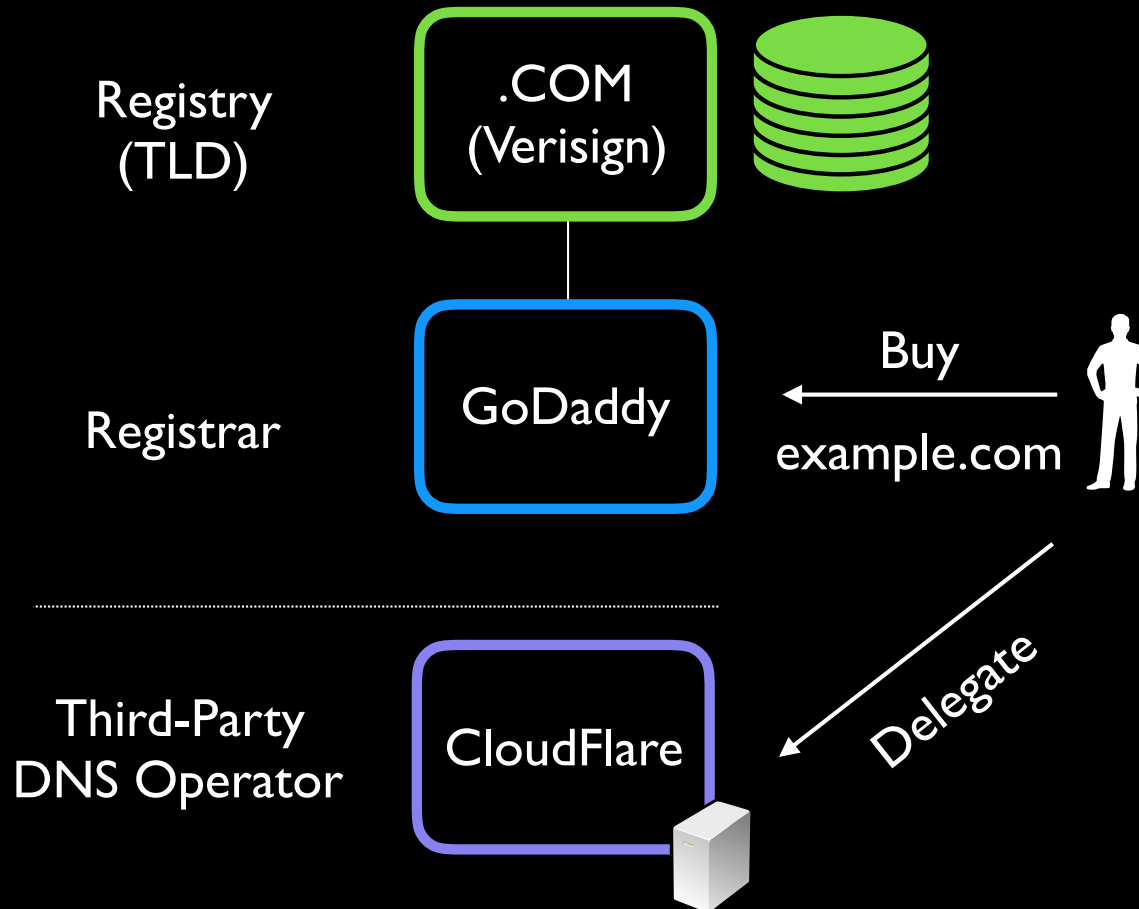 Registry
(TLD)
.COM
(Verisign)
Registrar
GoDaddy
Buy
example.com
Third-Party
DNS Operator
CloudFlare
Delegate